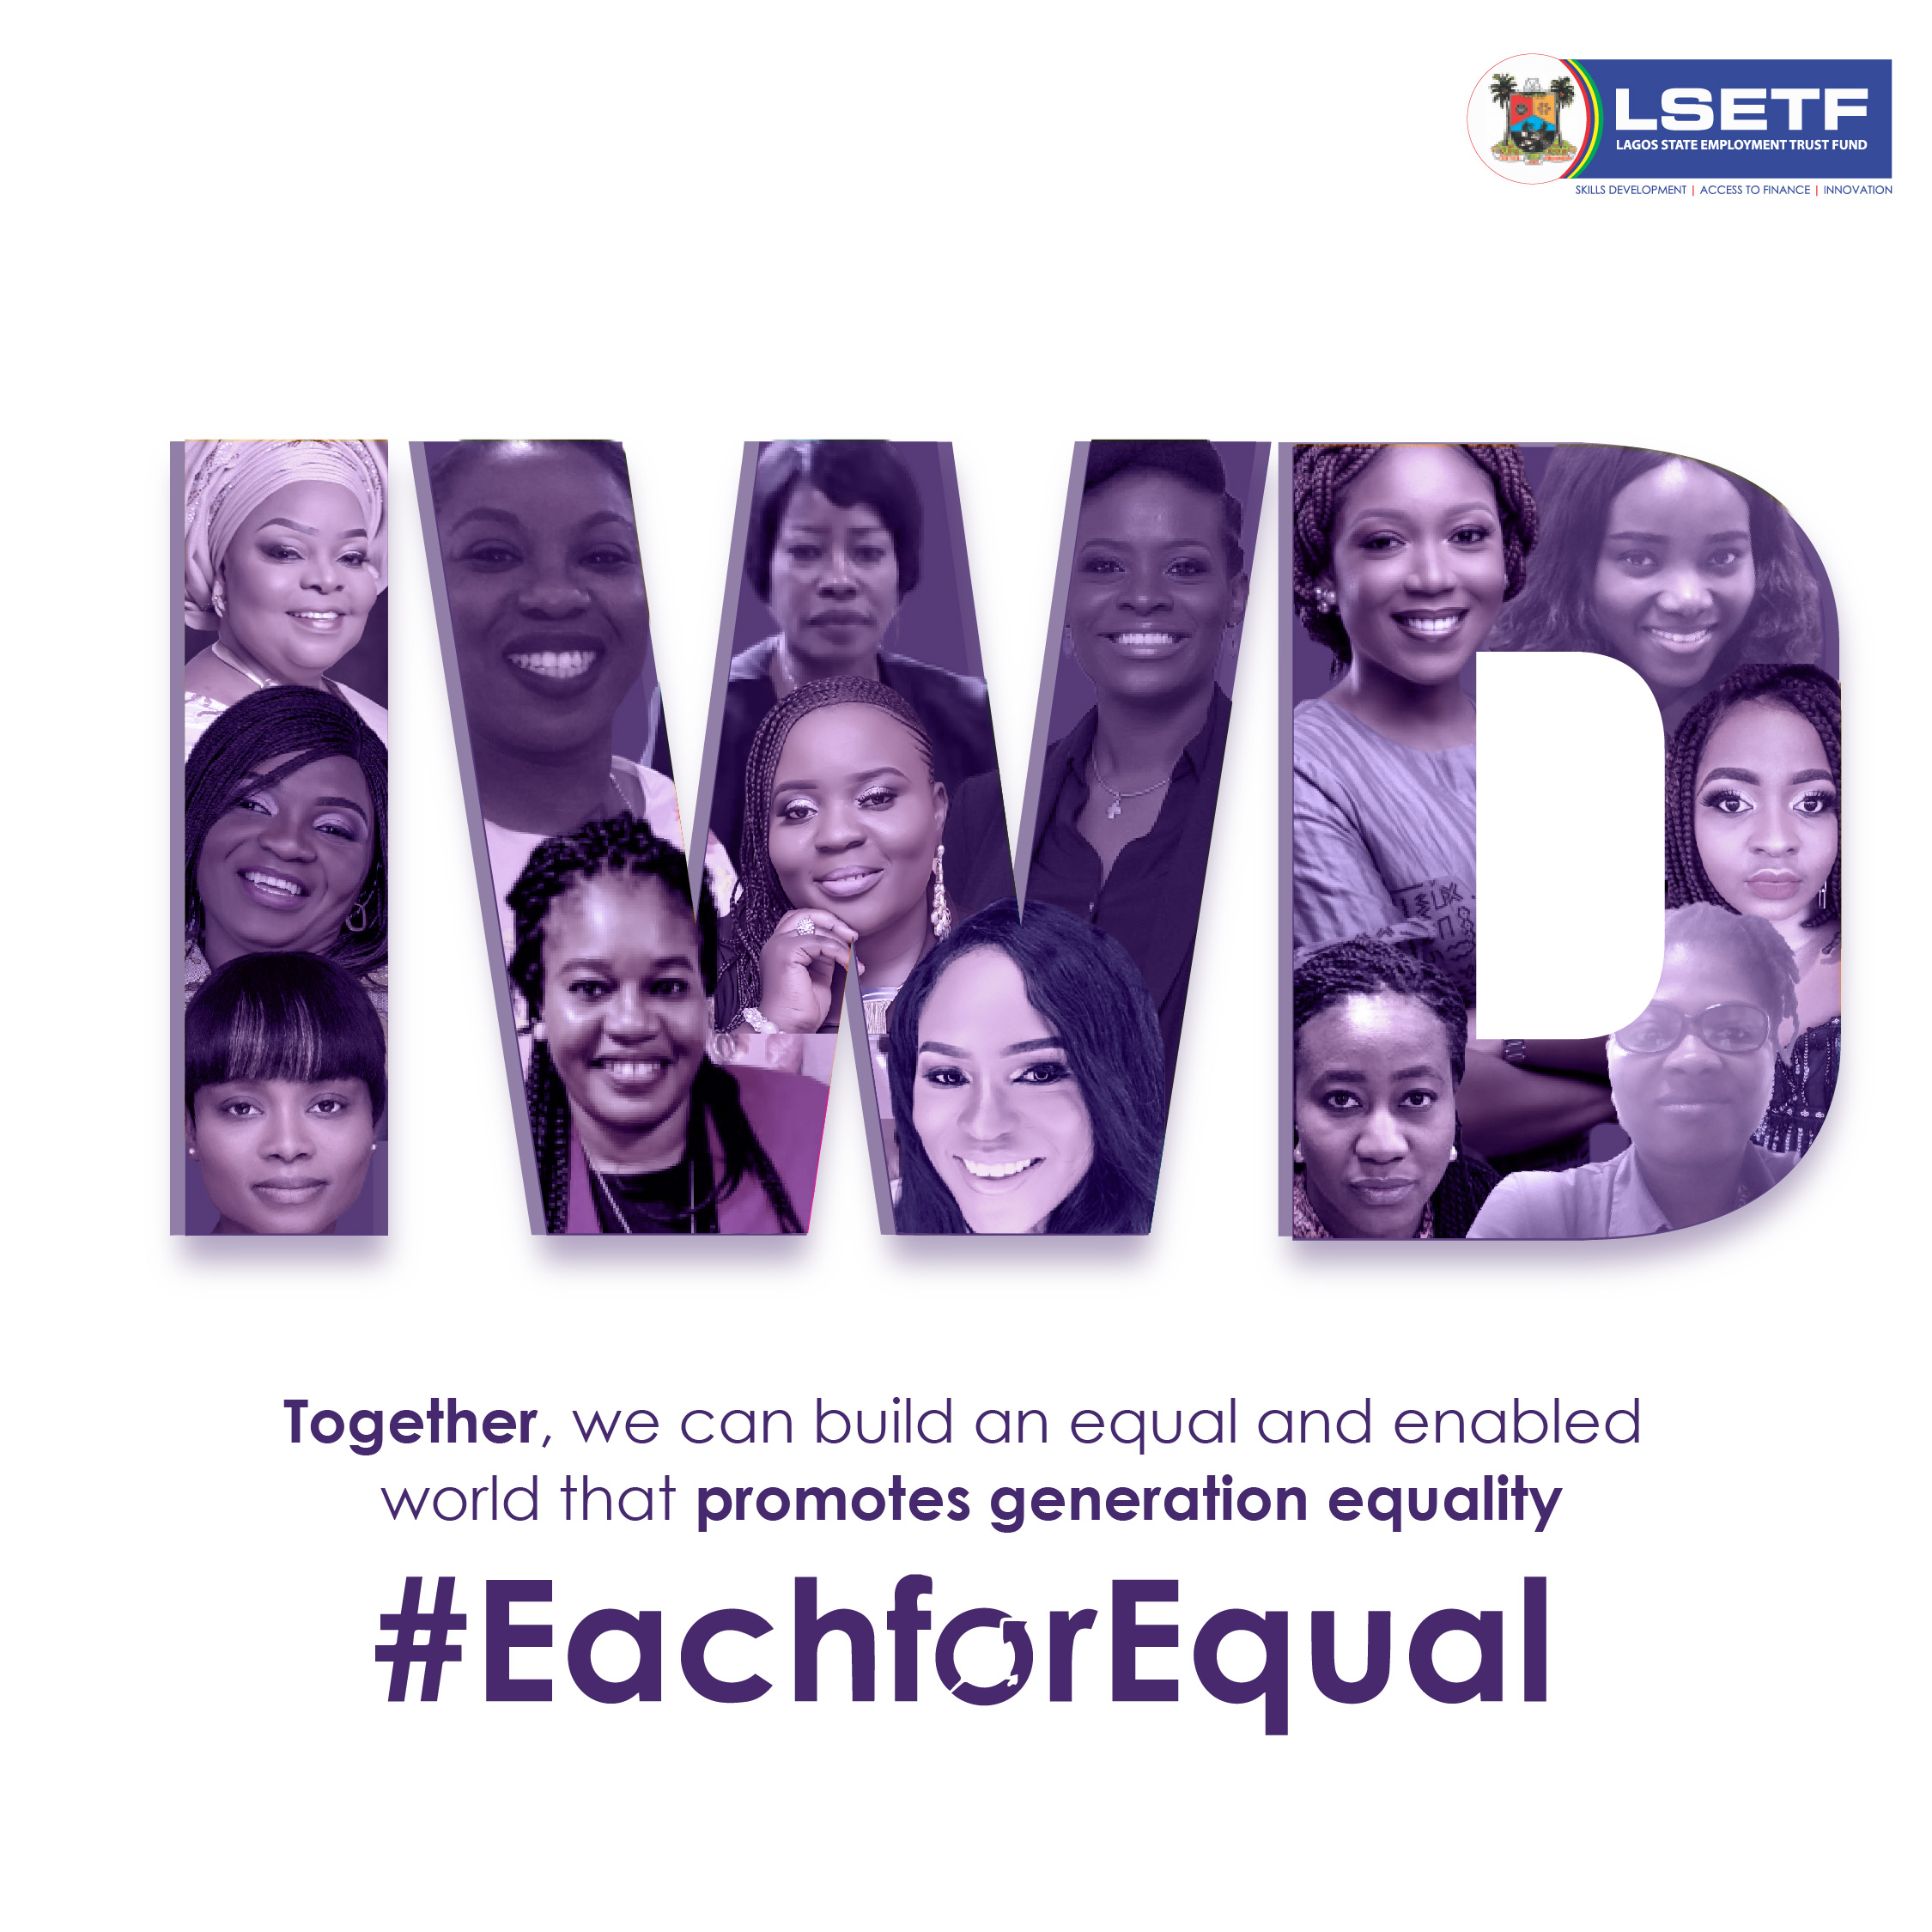 LSETF
LAGOS STATE EMPLOYMENT TRUST FUND
SKILLS DEVELOPMENT | ACCESS TO FINANCE | INNOVATION
IWD
Together, we can build an equal and enabled
world that promotes generation equality
#EachforEqual